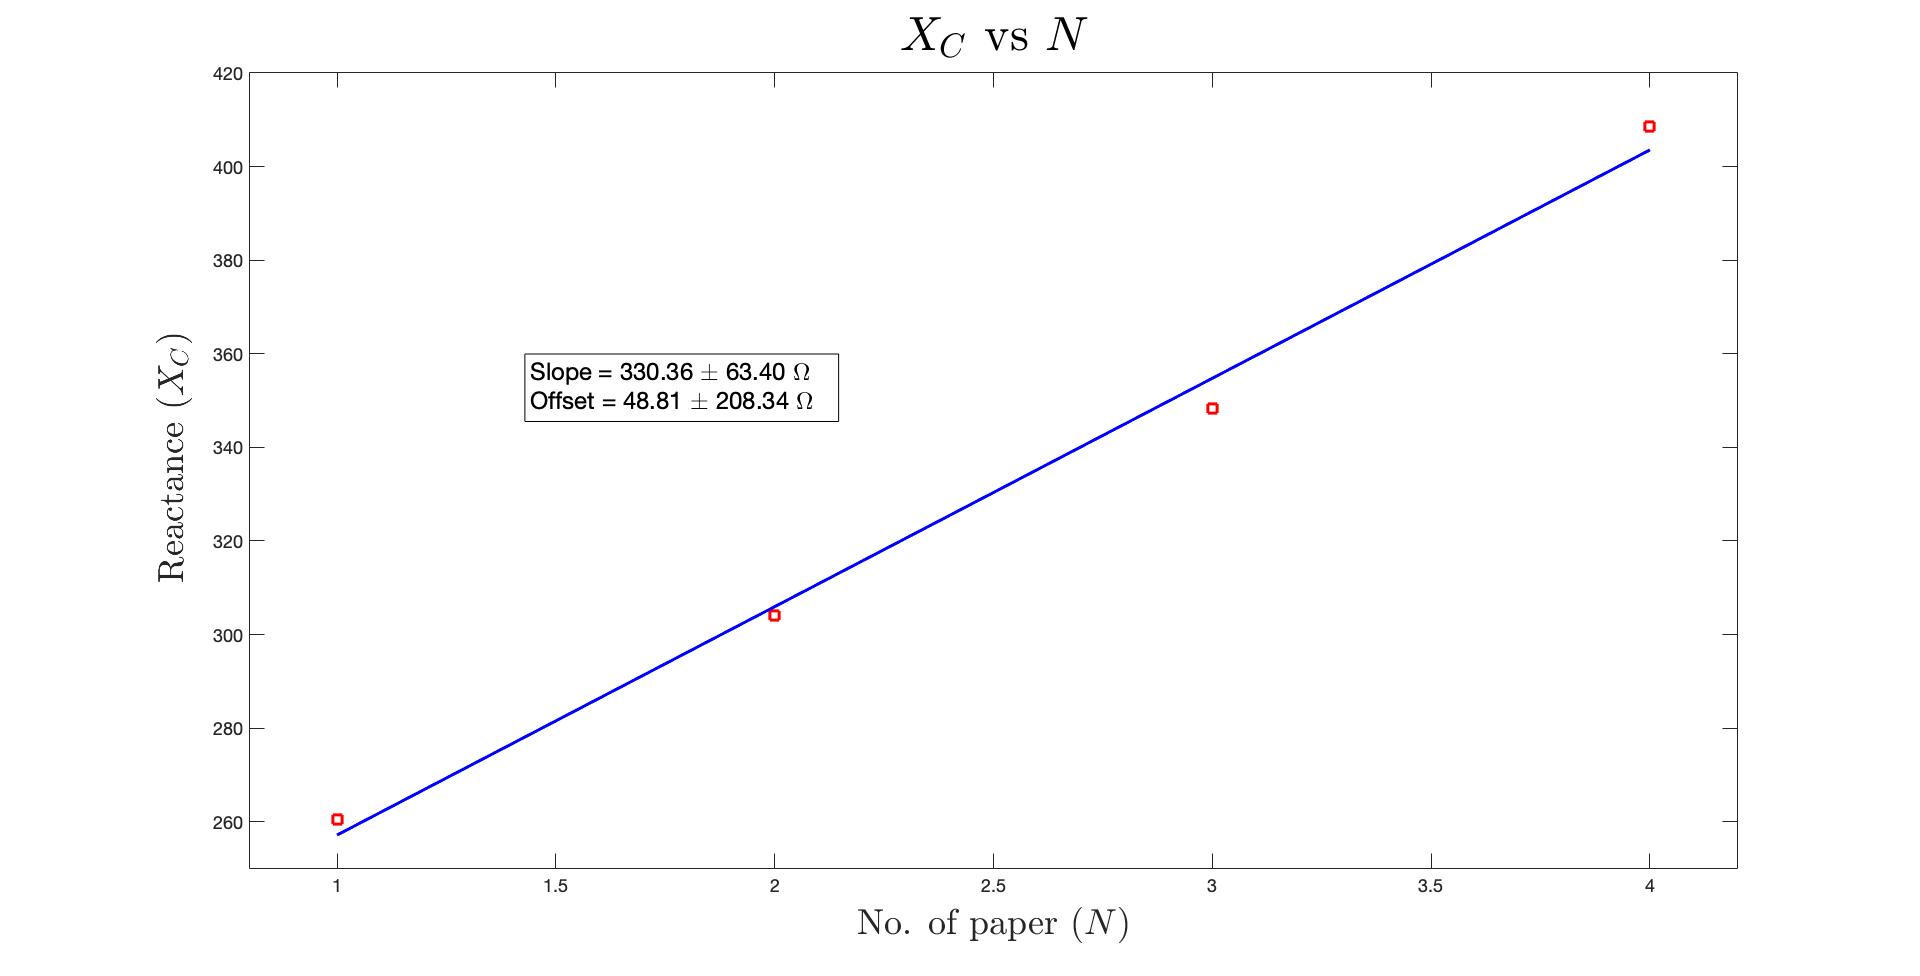 X_C vs N
420
400
380
360
340
320
300
280
260
Reactance (X_C)
Slope = 330.36 ± 63.40 Ω
Offset = 48.81 ± 208.34 Ω
1 1.5 2 2.5 3 3.5 4
No. of paper (N)